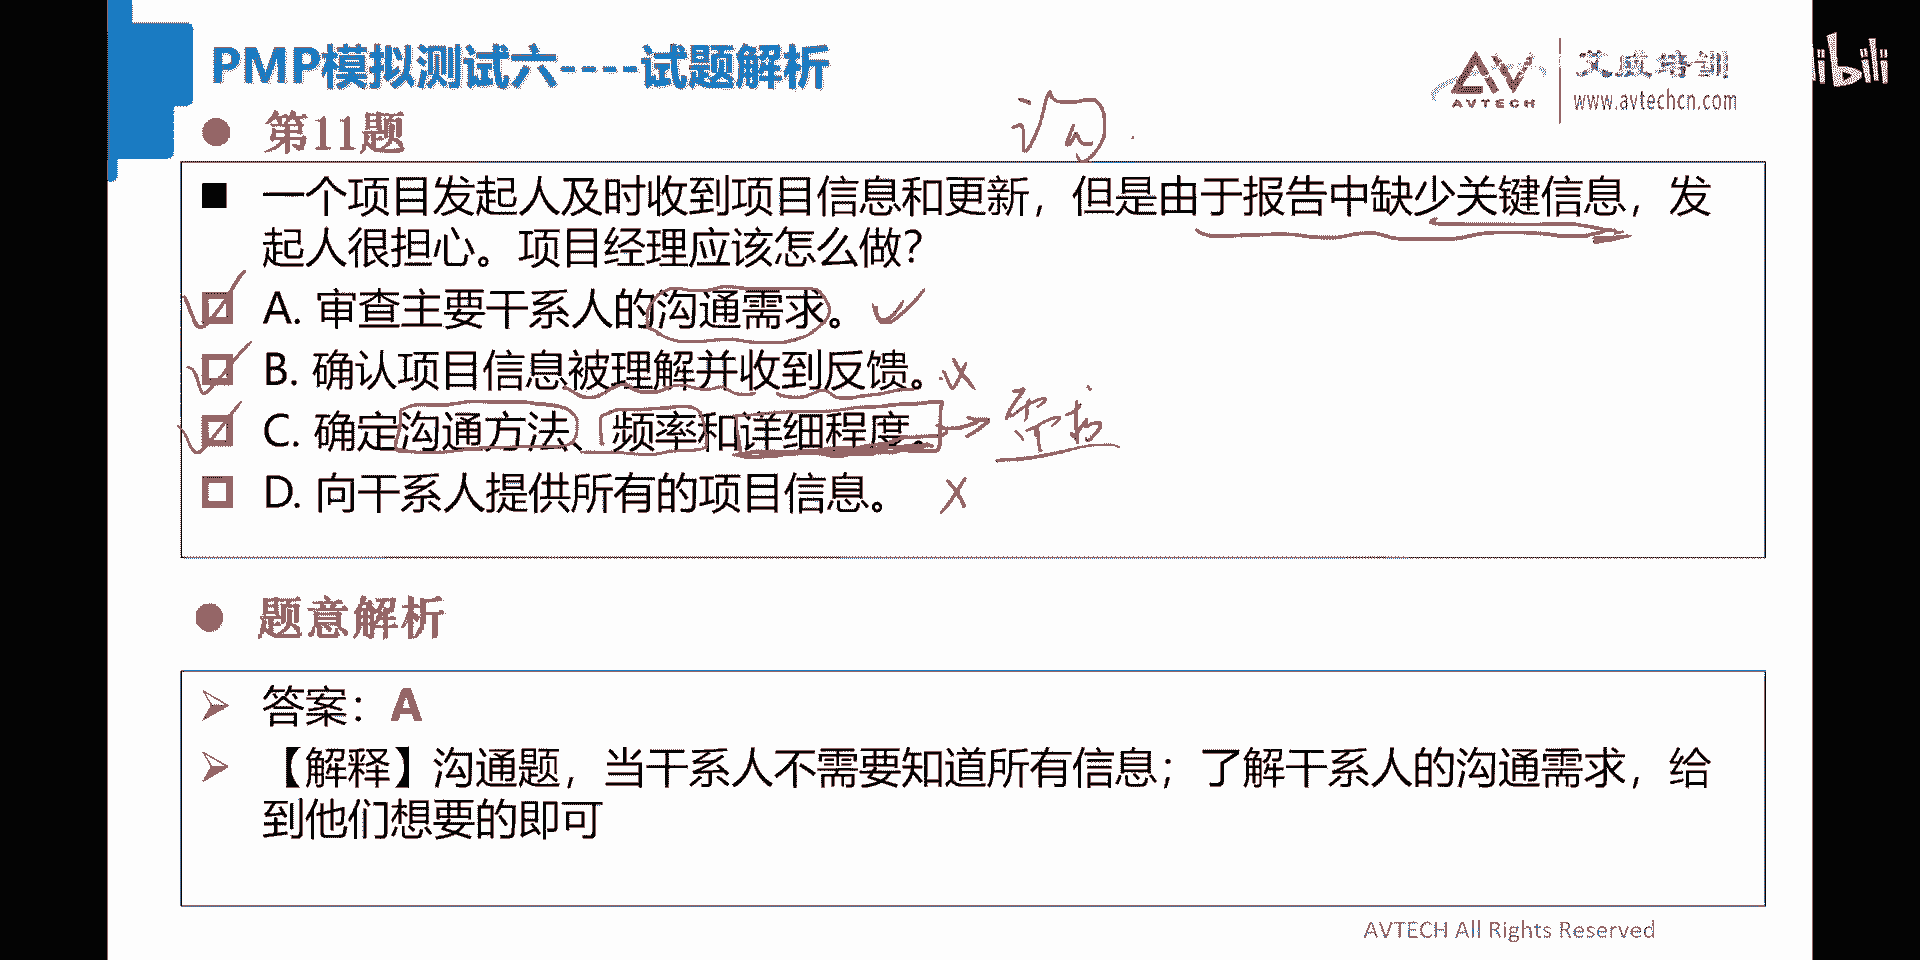 PMP模拟测试六----试题解析
AVTECH
艾威培训
www.avtechcn.com
bili
第11题
一个项目发起人及时收到项目信息和更新，但是由于报告中缺少关键信息，发
起人很担心。项目经理应该怎么做？
A. 审查主要干系人的沟通需求。
B. 确认项目信息被理解并收到反馈。
C. 确定沟通方法、频率和详细程度。
D. 向干系人提供所有的项目信息。
题意解析
答案：A
【解释】沟通题，当干系人不需要知道所有信息；了解干系人的沟通需求，给
到他们想要的即可
AVTECH All Rights Reserved